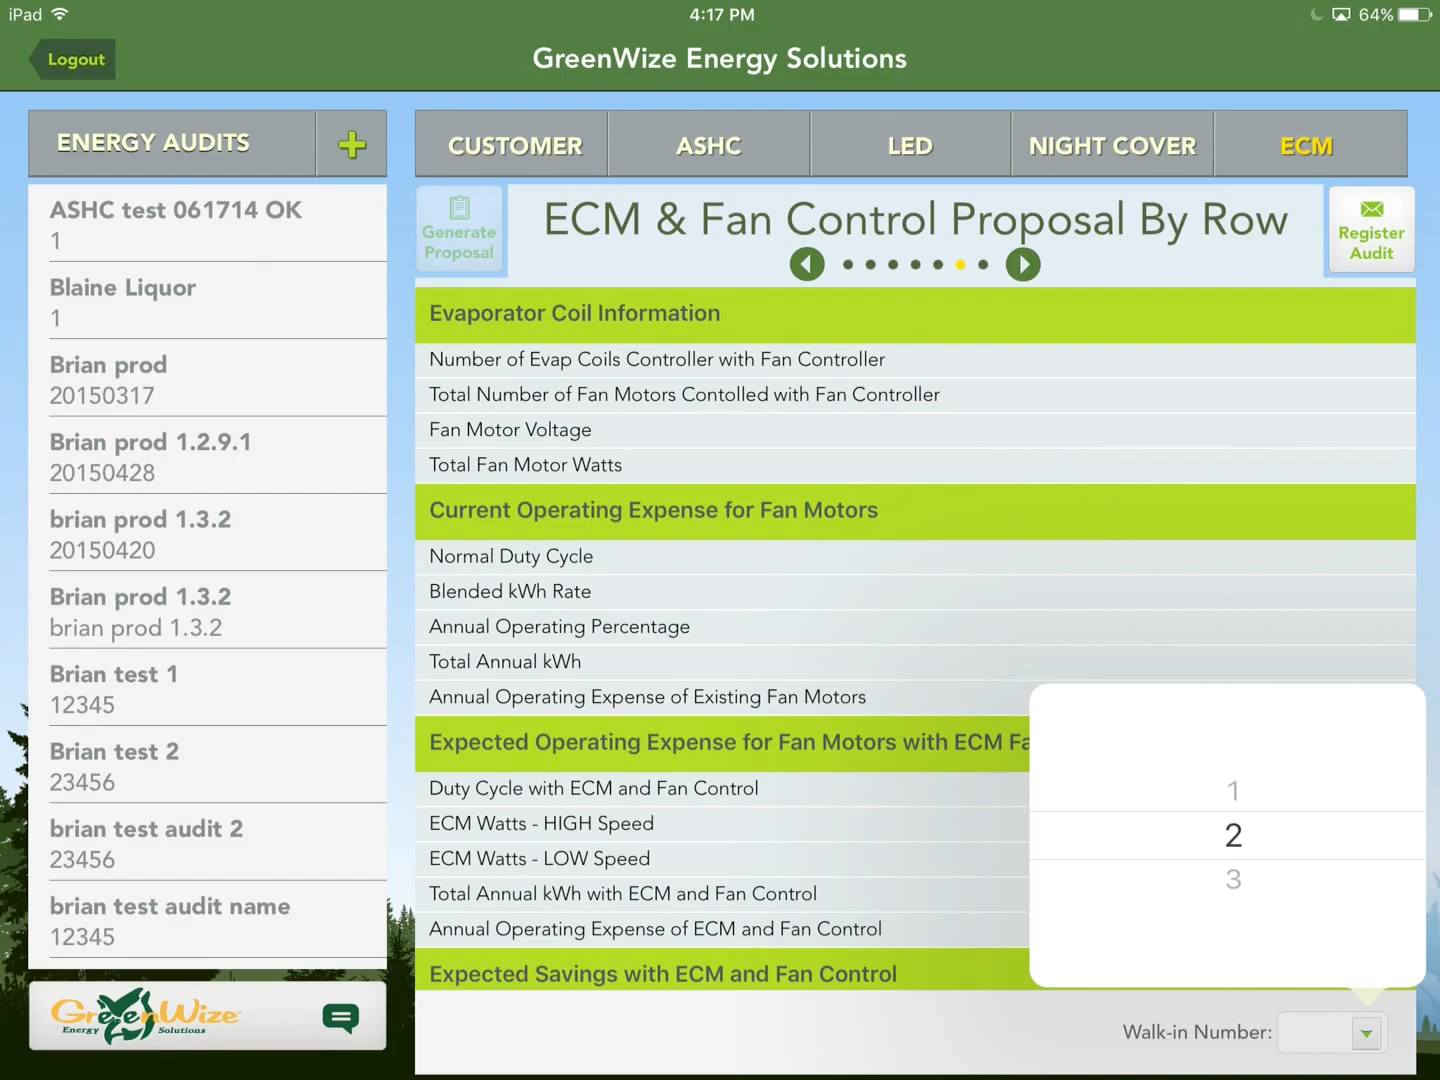 iPad
4:17 PM
64%
Logout
GreenWize Energy Solutions
ENERGY AUDITS
ASHC test 061714 OK
1
Blaine Liquor
1
Brian prod
20150317
Brian prod 1.2.9.1
20150428
brian prod 1.3.2
20150420
Brian prod 1.3.2
brian prod 1.3.2
Brian test 1
12345
Brian test 2
23456
brian test audit 2
23456
brian test audit name
12345
GreenWize
Energy Solutions
CUSTOMER
ASHC
LED
NIGHT COVER
ECM
Generate
Proposal
ECM & Fan Control Proposal By Row
Register
Audit
Evaporator Coil Information
Number of Evap Coils Controller with Fan Controller
Total Number of Fan Motors Contolled with Fan Controller
Fan Motor Voltage
Total Fan Motor Watts
Current Operating Expense for Fan Motors
Normal Duty Cycle
Blended kWh Rate
Annual Operating Percentage
Total Annual kWh
Annual Operating Expense of Existing Fan Motors
Expected Operating Expense for Fan Motors with ECM Fa
Duty Cycle with ECM and Fan Control
ECM Watts - HIGH Speed
ECM Watts - LOW Speed
Total Annual kWh with ECM and Fan Control
Annual Operating Expense of ECM and Fan Control
Expected Savings with ECM and Fan Control
1
2
3
Walk-in Number: